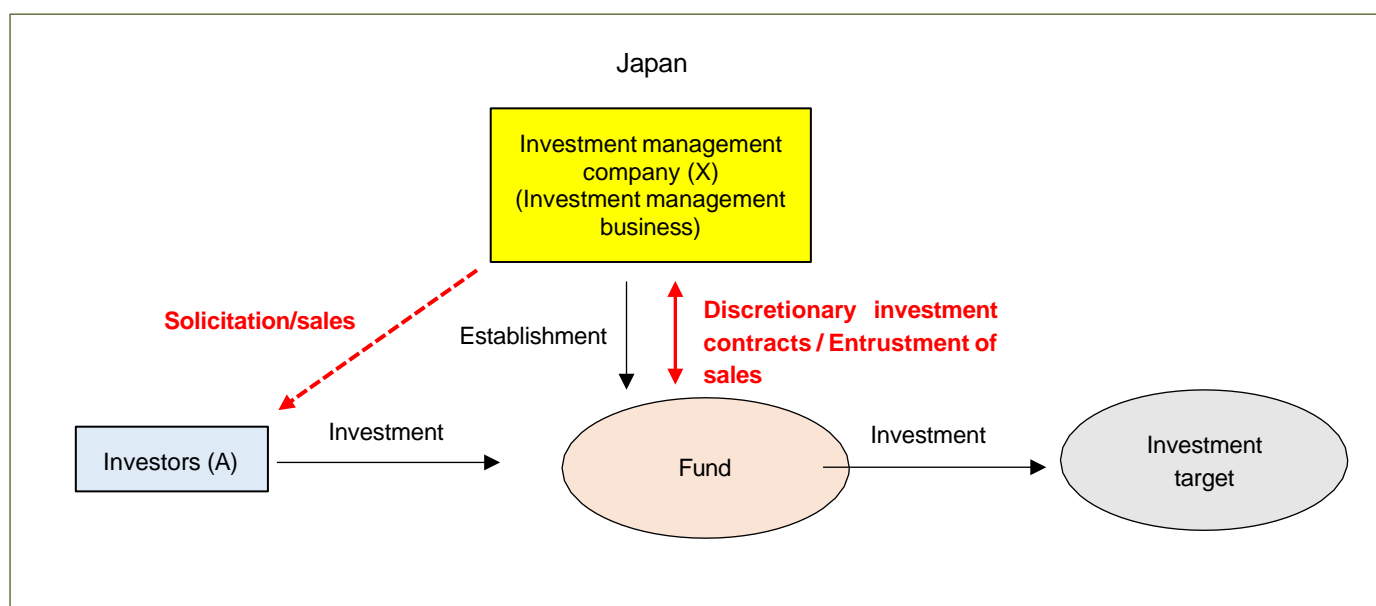 Japan
Investment management
company (X)
(Investment management
business)
Solicitation/sales
Establishment
Discretionary investment
contracts / Entrustment of
sales
Investors (A)
Investment
Fund
Investment
Investment
target